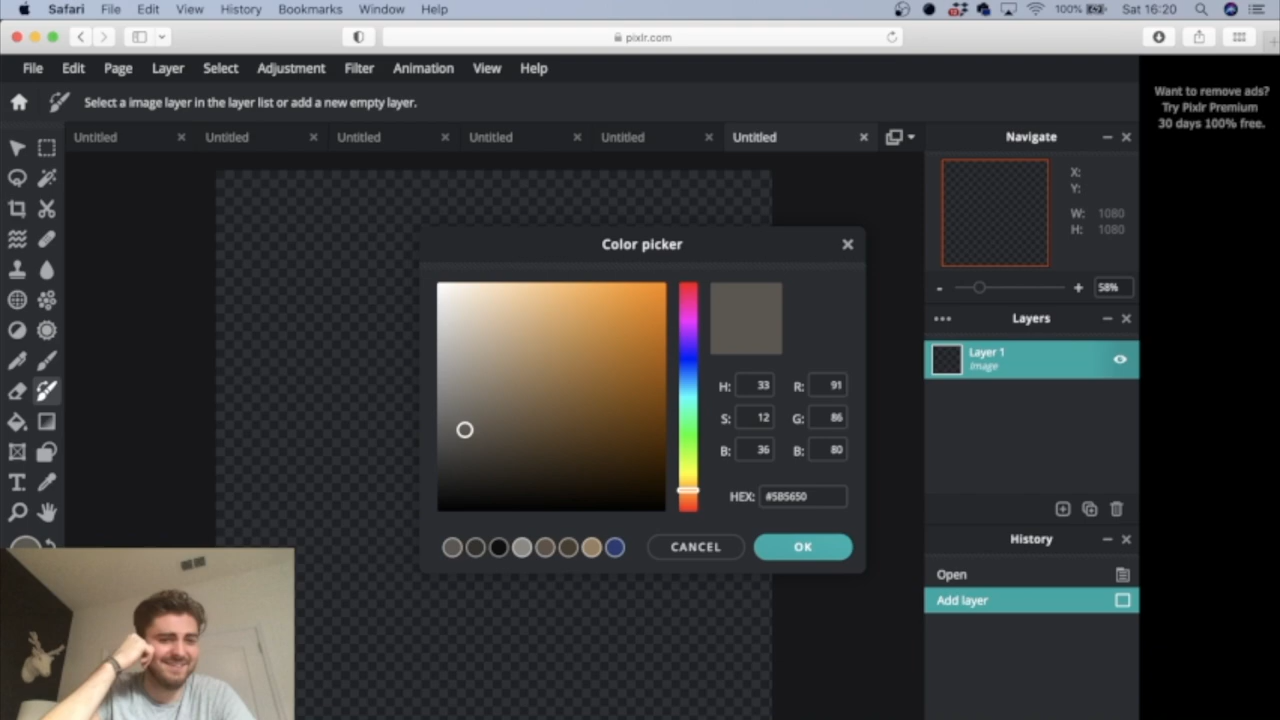 Safari File Edit View History Bookmarks Window Help 100% Sat 16:20
pixlr.com
File Edit Page Layer Select Adjustment Filter Animation View Help
Want to remove ads?
Try Pixlr Premium
30 days 100% free.
Select a image layer in the layer list or add a new empty layer.
Untitled Untitled Untitled Untitled Untitled Untitled
Navigate
X:
Y:
W: 1080
H: 1080
- + 58%
Color picker
H: 33 R: 91
S: 12 G: 86
B: 36 B: 80
HEX: #5B5650
CANCEL OK
Layers
Layer 1
Image
History
Open
Add layer